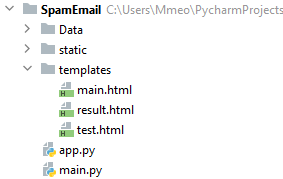 SpamEmail C:\Users\Mmeo\PycharmProjects
Data
static
templates
main.html
result.html
test.html
app.py
main.py